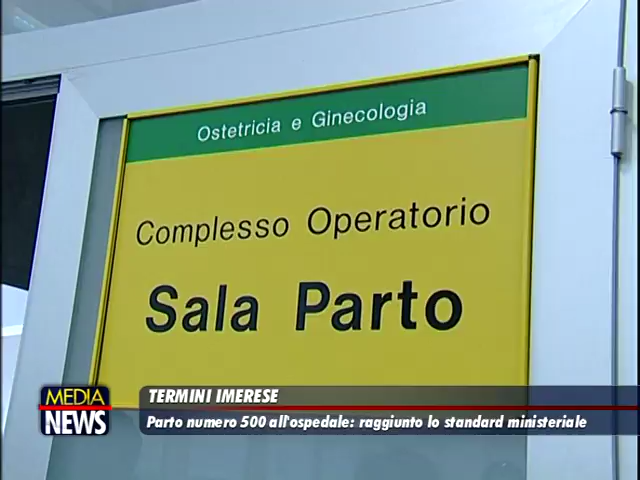 Ostetricia e Ginecologia
Complesso Operatorio
Sala Parto
MEDIA
NEWS
TERMINI IMERESE
Parto numero 500 all'ospedale: raggiunto lo standard ministeriale